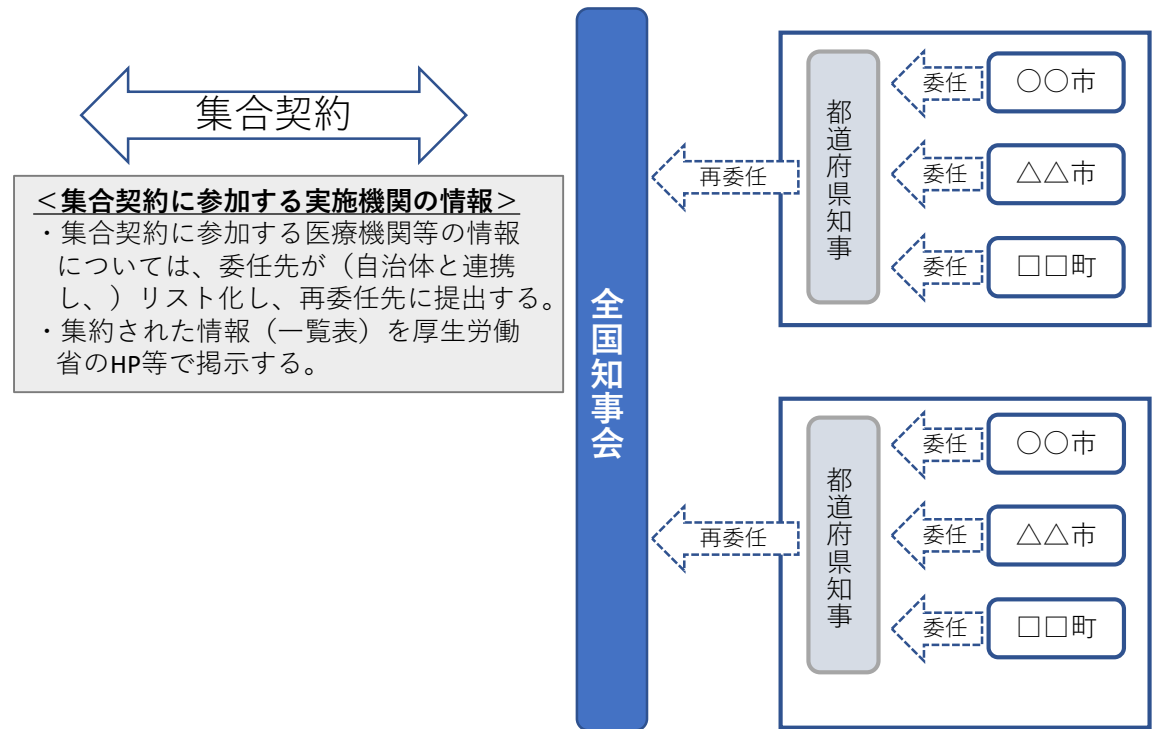 集合契約
<集合契約に参加する実施機関の情報>
・集合契約に参加する医療機関等の情報
については、委任先が（自治体と連携
し、）リスト化し、再委任先に提出する。
・集約された情報（一覧表）を厚生労働
省のHP等で掲示する。
全国知事会
再委任
都道府県知事
委任
○○市
委任
△△市
委任
□□町
再委任
都道府県知事
委任
○○市
委任
△△市
委任
□□町